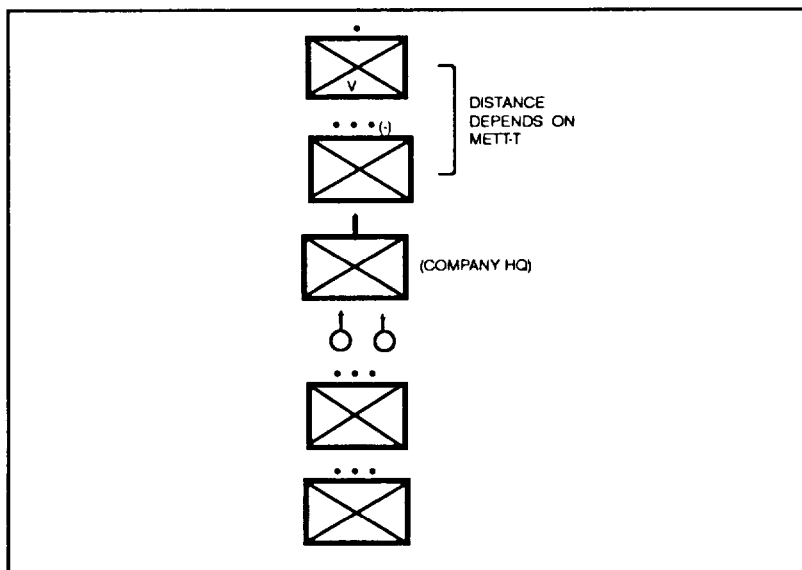 V
DISTANCE
DEPENDS ON
METT-T
(-)
(COMPANY HQ)